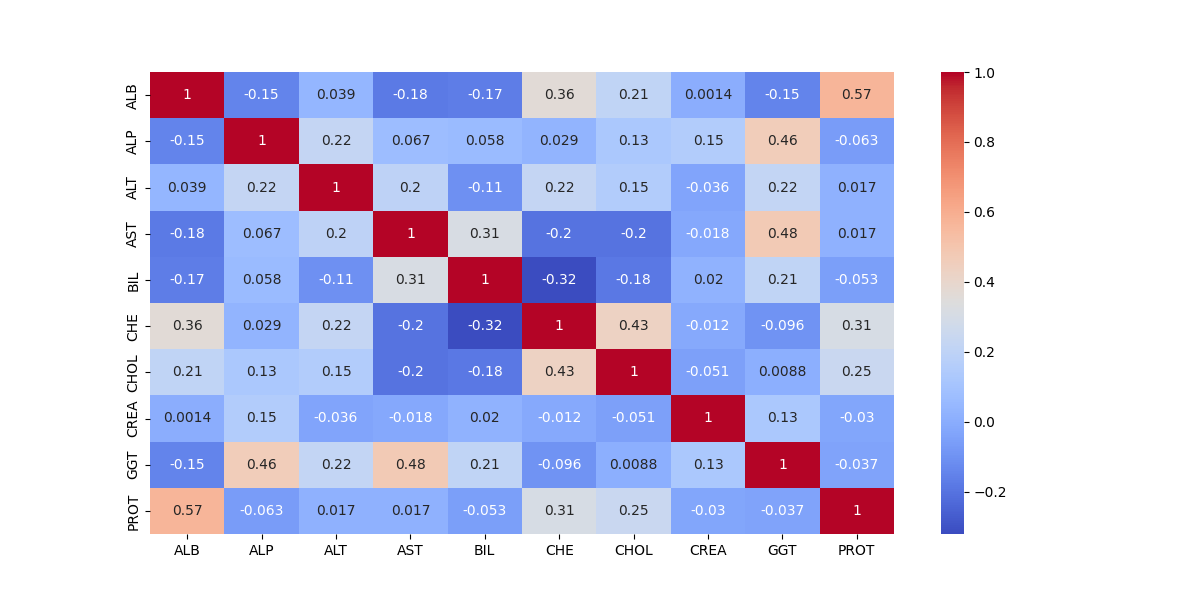 ALB 1 -0.15 0.039 -0.18 -0.17 0.36 0.21 0.0014 -0.15 0.57
ALP -0.15 1 0.22 0.067 0.058 0.029 0.13 0.15 0.46 -0.063
ALT 0.039 0.22 1 0.2 -0.11 0.22 0.15 -0.036 0.22 0.017
AST -0.18 0.067 0.2 1 0.31 -0.2 -0.2 -0.018 0.48 0.017
BIL -0.17 0.058 -0.11 0.31 1 -0.32 -0.18 0.02 0.21 -0.053
CHE 0.36 0.029 0.22 -0.2 -0.32 1 0.43 -0.012 -0.096 0.31
CHOL 0.21 0.13 0.15 -0.2 -0.18 0.43 1 -0.051 0.0088 0.25
CREA 0.0014 0.15 -0.036 -0.018 0.02 -0.012 -0.051 1 0.13 -0.03
GGT -0.15 0.46 0.22 0.48 0.21 -0.096 0.0088 0.13 1 -0.037
PROT 0.57 -0.063 0.017 0.017 -0.053 0.31 0.25 -0.03 -0.037 1
ALB ALP ALT AST BIL CHE CHOL CREA GGT PROT
1.0
0.8
0.6
0.4
0.2
0.0
−0.2